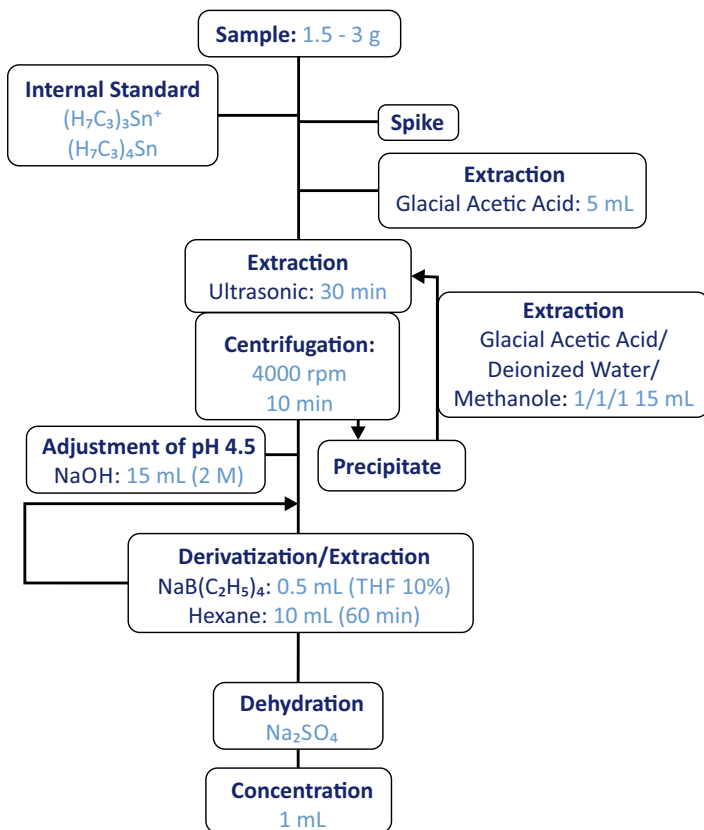 Sample: 1.5 - 3 g
Internal Standard
(H₇C₃)₃Sn⁺
(H₇C₃)₄Sn
Spike
Extraction
Glacial Acetic Acid: 5 mL
Extraction
Ultrasonic: 30 min
Extraction
Glacial Acetic Acid/
Deionized Water/
Methanole: 1/1/1 15 mL
Centrifugation:
4000 rpm
10 min
Precipitate
Adjustment of pH 4.5
NaOH: 15 mL (2 M)
Derivatization/Extraction
NaB(C₂H₅)₄: 0.5 mL (THF 10%)
Hexane: 10 mL (60 min)
Dehydration
Na₂SO₄
Concentration
1 mL